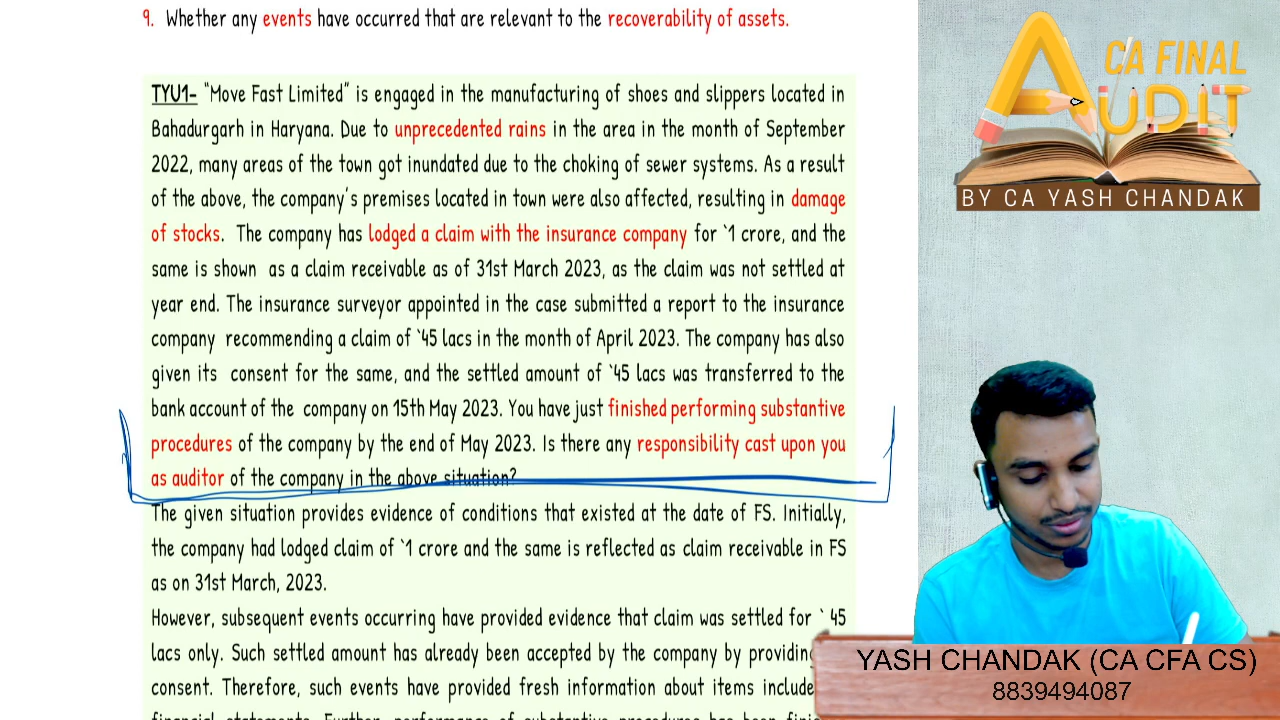 9. Whether any events have occurred that are relevant to the recoverability of assets.
TYU1- “Move Fast Limited” is engaged in the manufacturing of shoes and slippers located in
Bahadurgarh in Haryana. Due to unprecedented rains in the area in the month of September
2022, many areas of the town got inundated due to the choking of sewer systems. As a result
of the above, the company's premises located in town were also affected, resulting in damage
of stocks. The company has lodged a claim with the insurance company for `1 crore, and the
same is shown as a claim receivable as of 31st March 2023, as the claim was not settled at
year end. The insurance surveyor appointed in the case submitted a report to the insurance
company recommending a claim of `45 lacs in the month of April 2023. The company has also
given its consent for the same, and the settled amount of `45 lacs was transferred to the
bank account of the company on 15th May 2023. You have just finished performing substantive
procedures of the company by the end of May 2023. Is there any responsibility cast upon you
as auditor of the company in the above situation?
The given situation provides evidence of conditions that existed at the date of FS. Initially,
the company had lodged claim of `1 crore and the same is reflected as claim receivable in FS
as on 31st March, 2023.
However, subsequent events occurring have provided evidence that claim was settled for ` 45
lacs only. Such settled amount has already been accepted by the company by providing
consent. Therefore, such events have provided fresh information about items include
financial statements. Further, performance of substantive procedures has been
CA FINAL
AUDIT
BY CA YASH CHANDAK
YASH CHANDAK (CA CFA CS)
8839494087